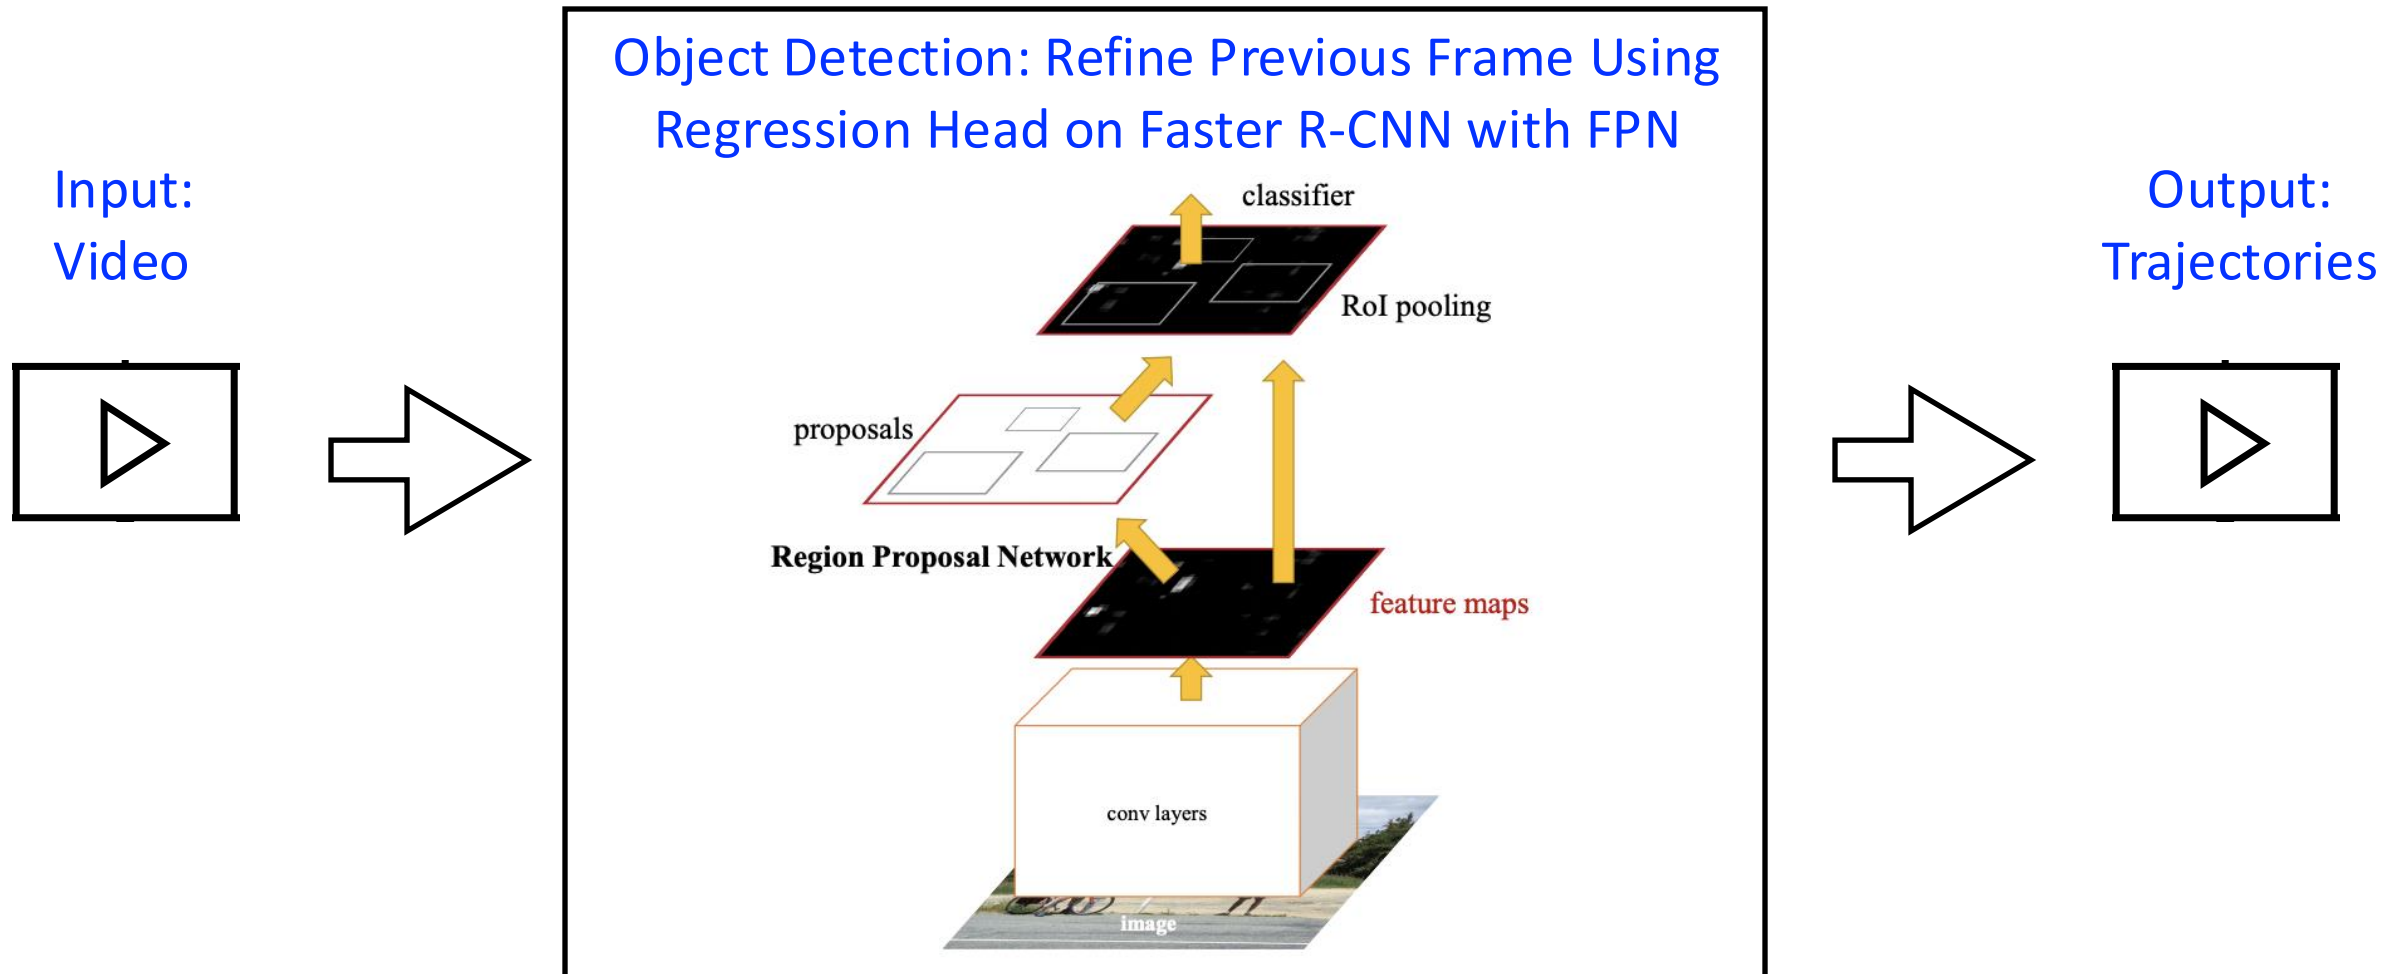 Object Detection: Refine Previous Frame Using
Regression Head on Faster R-CNN with FPN
Input:
Video
Output:
Trajectories
classifier
RoI pooling
proposals
Region Proposal Network
feature maps
conv layers
image